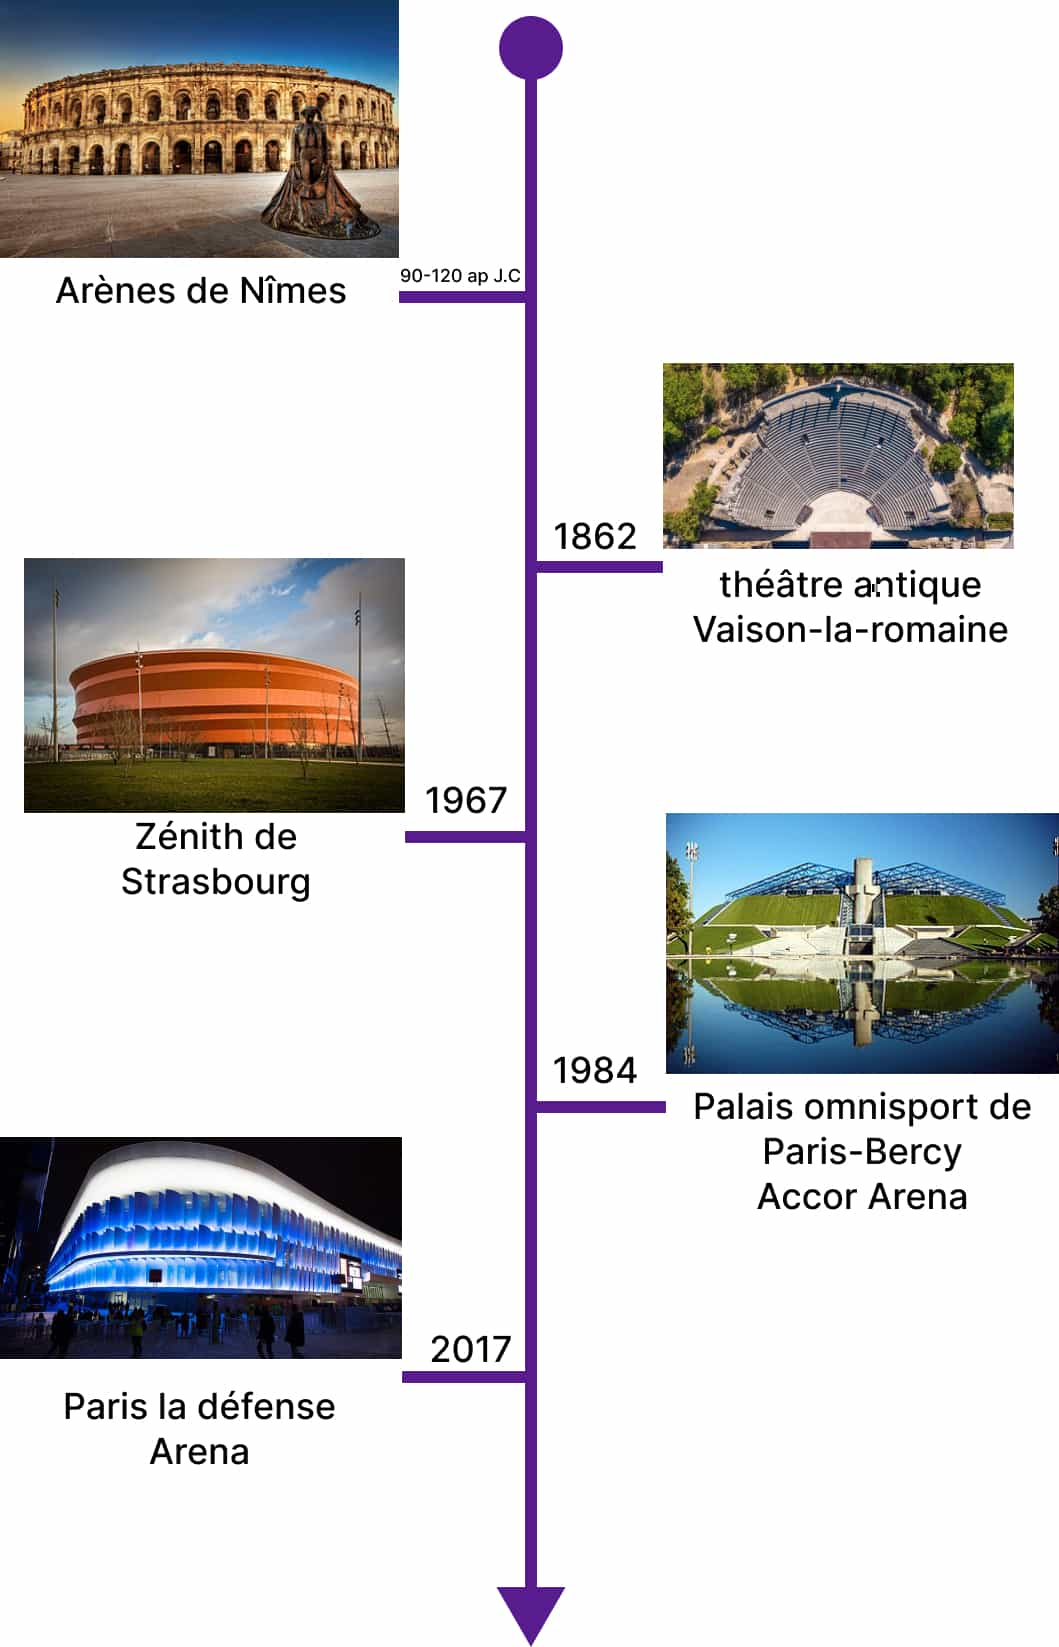 90-120 ap J.C
Arènes de Nîmes
1862
théâtre antique
Vaison-la-romaine
1967
Zénith de
Strasbourg
1984
Palais omnisport de
Paris-Bercy
Accor Arena
2017
Paris la défense
Arena